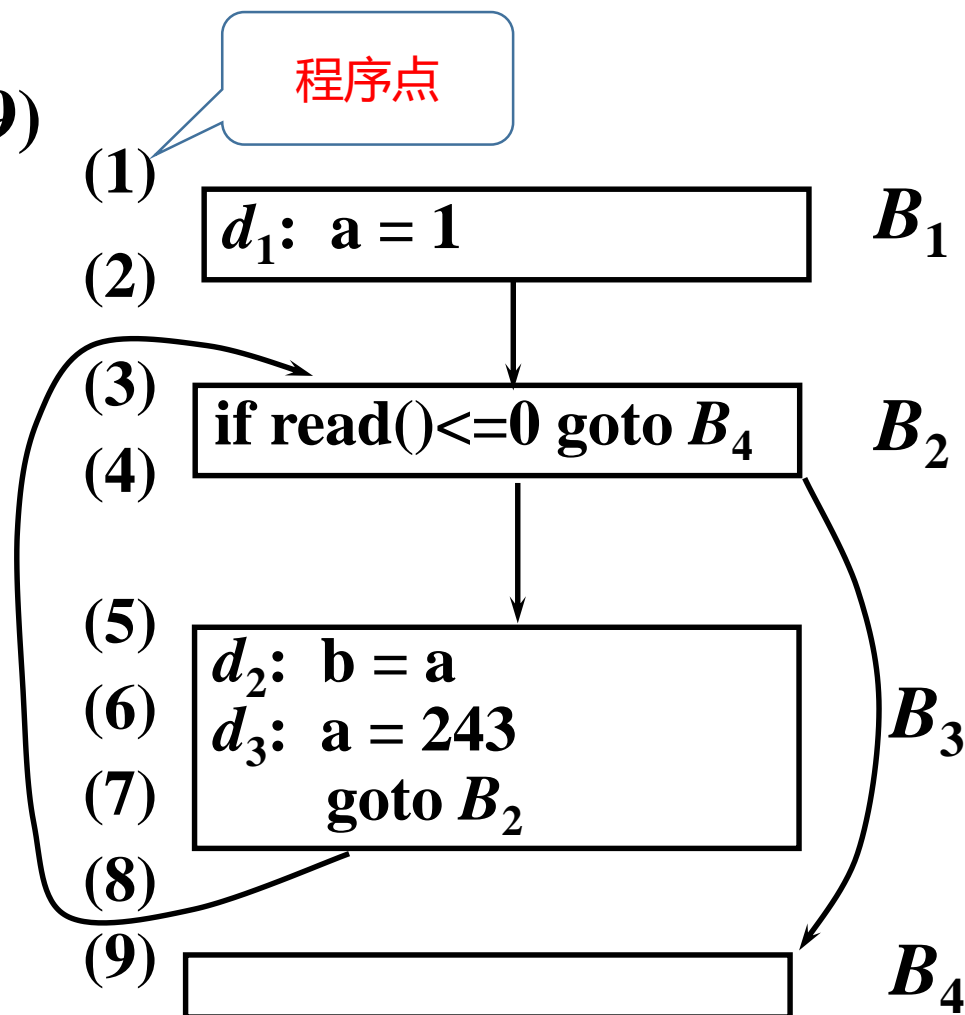 程序点
9)
(1)
d1: a = 1
B1
(2)
(3)
if read()<=0 goto B4
B2
(4)
(5)
d2: b = a
(6)
d3: a = 243
B3
(7)
goto B2
(8)
(9)
B4